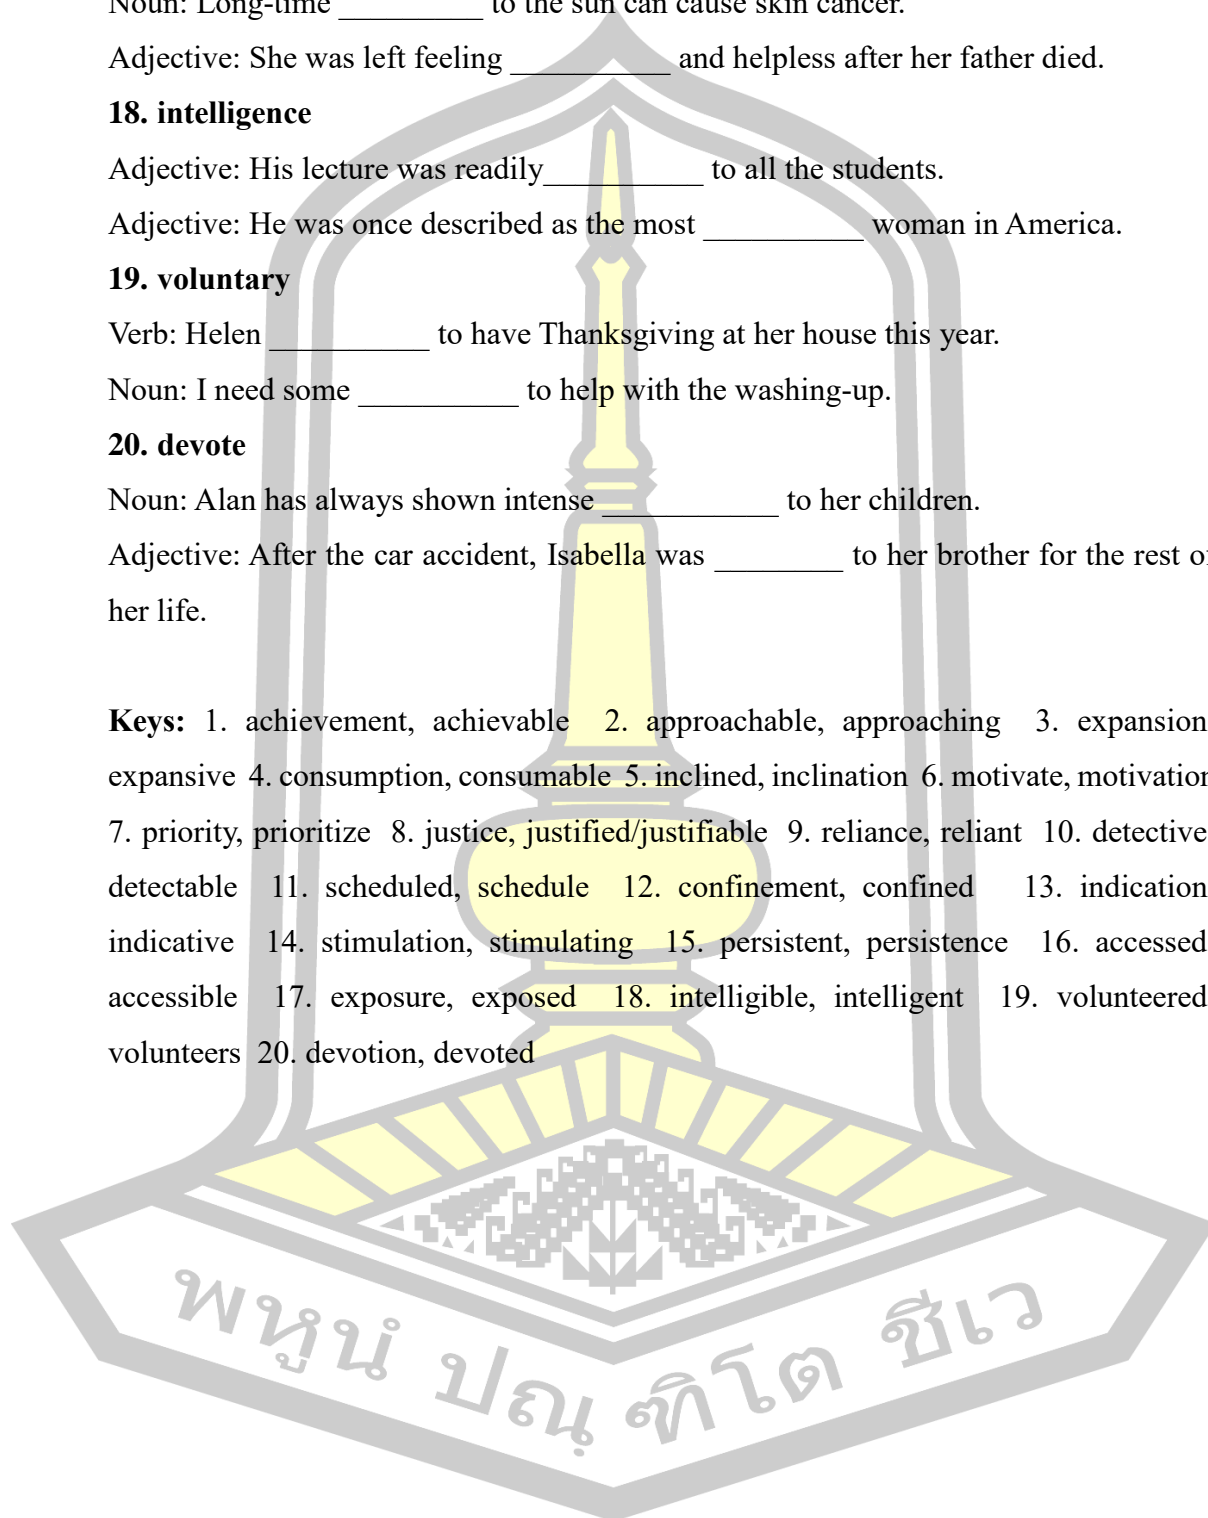 Noun: Long-time _________ to the sun can cause skin cancer.
Adjective: She was left feeling __________ and helpless after her father died.
18. intelligence
Adjective: His lecture was readily__________ to all the students.
Adjective: He was once described as the most __________ woman in America.
19. voluntary
Verb: Helen __________ to have Thanksgiving at her house this year.
Noun: I need some __________ to help with the washing-up.
20. devote
Noun: Alan has always shown intense ___________ to her children.
Adjective: After the car accident, Isabella was ________ to her brother for the rest of
her life.
Keys: 1. achievement, achievable 2. approachable, approaching 3. expansion
expansive 4. consumption, consumable 5. inclined, inclination 6. motivate, motivation
7. priority, prioritize 8. justice, justified/justifiable 9. reliance, reliant 10. detective
detectable 11. scheduled, schedule 12. confinement, confined 13. indication
indicative 14. stimulation, stimulating 15. persistent, persistence 16. accessed
accessible 17. exposure, exposed 18. intelligible, intelligent 19. volunteered
volunteers 20. devotion, devoted
พหูนํ ปณฺฑิโต ชีเว